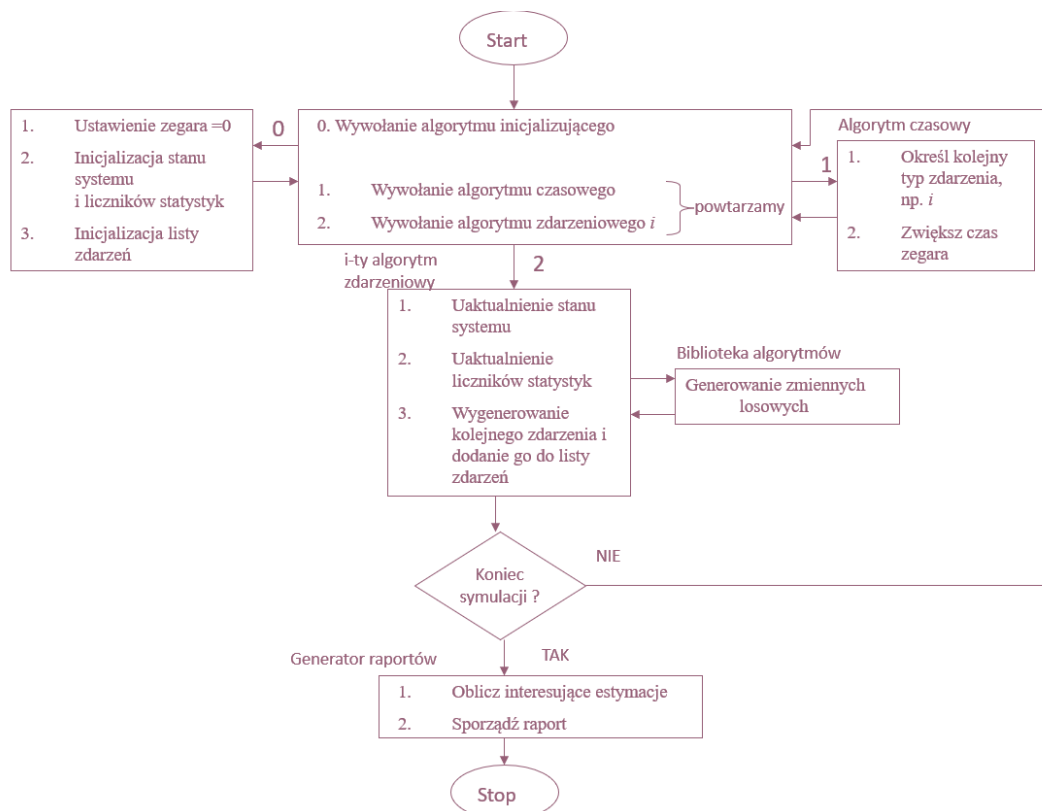 Start
1. Ustawienie zegara =0
2. Inicjalizacja stanu
systemu
i liczników statystyk
3. Inicjalizacja listy
zdarzeń
0
0. Wywołanie algorytmu inicjalizującego
1. Wywołanie algorytmu czasowego
2. Wywołanie algorytmu zdarzeniowego i
powtarzamy
1
Algorytm czasowy
1. Określ kolejny
typ zdarzenia,
np. i
2. Zwiększ czas
zegara
i-ty algorytm
zdarzeniowy
2
1. Uaktualnienie stanu
systemu
2. Uaktualnienie
liczników statystyk
3. Wygenerowanie
kolejnego zdarzenia i
dodanie go do listy
zdarzeń
Biblioteka algorytmów
Generowanie zmiennych
losowych
Koniec
symulacji ?
NIE
TAK
Generator raportów
1. Oblicz interesujące estymacje
2. Sporządź raport
Stop